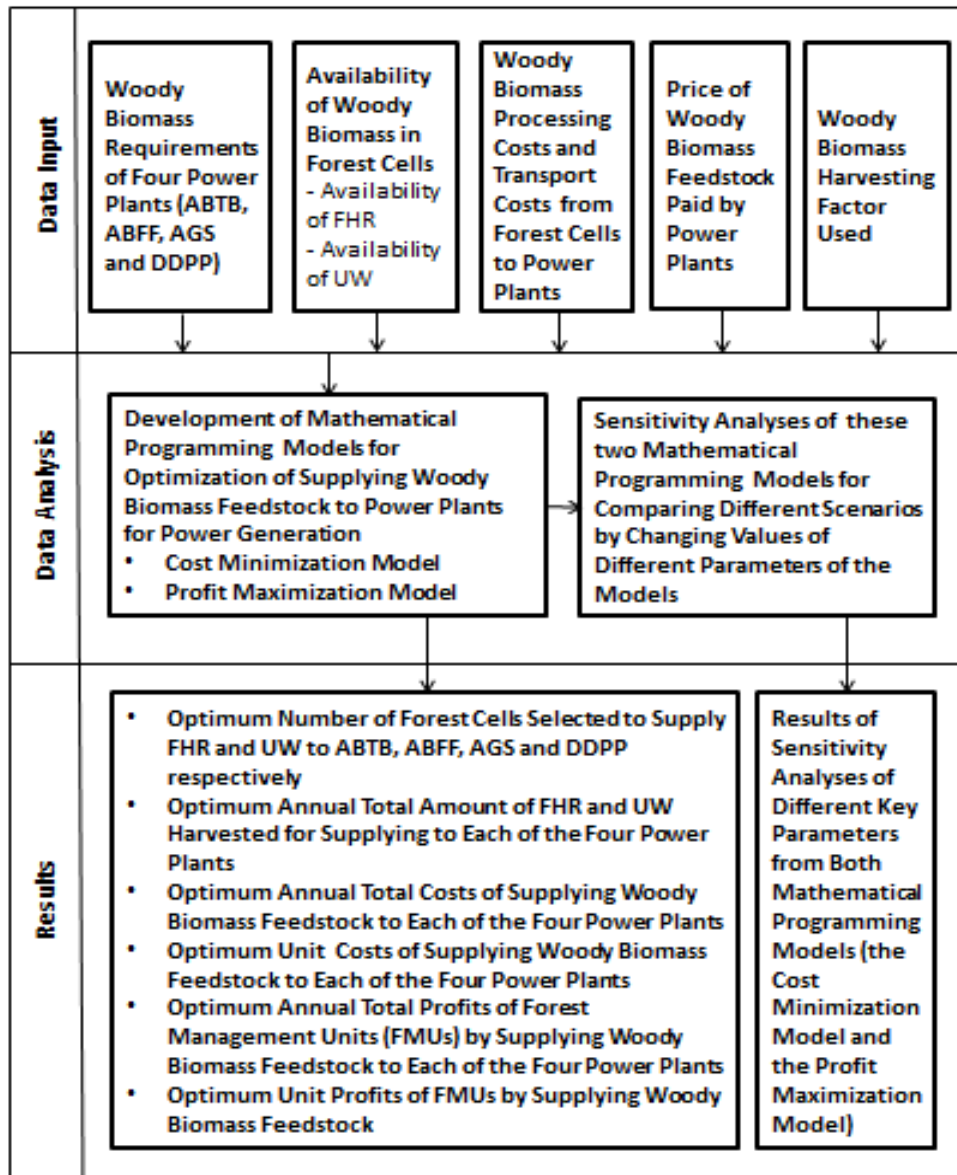 Data Input
Woody
Biomass
Requirements
of Four Power
Plants (ABTB,
ABFF, AGS
and DDPP)
Availability
of Woody
Biomass in
Forest Cells
- Availability
of FHR
- Availability
of UW
Woody
Biomass
Processing
Costs and
Transport
Costs from
Forest Cells
to Power
Plants
Price of
Woody
Biomass
Feedstock
Paid by
Power
Plants
Woody
Biomass
Harvesting
Factor
Used
Data Analysis
Development of Mathematical
Programming Models for
Optimization of Supplying Woody
Biomass Feedstock to Power Plants
for Power Generation
• Cost Minimization Model
• Profit Maximization Model
Sensitivity Analyses of these
two Mathematical
Programming Models for
Comparing Different Scenarios
by Changing Values of
Different Parameters of the
Models
Results
• Optimum Number of Forest Cells Selected to Supply
FHR and UW to ABTB, ABFF, AGS and DDPP
respectively
• Optimum Annual Total Amount of FHR and UW
Harvested for Supplying to Each of the Four Power
Plants
• Optimum Annual Total Costs of Supplying Woody
Biomass Feedstock to Each of the Four Power Plants
• Optimum Unit Costs of Supplying Woody Biomass
Feedstock to Each of the Four Power Plants
• Optimum Annual Total Profits of Forest
Management Units (FMUs) by Supplying Woody
Biomass Feedstock to Each of the Four Power Plants
• Optimum Unit Profits of FMUs by Supplying Woody
Biomass Feedstock
Results of
Sensitivity
Analyses of
Different Key
Parameters
from Both
Mathematical
Programming
Models (the
Cost
Minimization
Model and
the Profit
Maximization
Model)